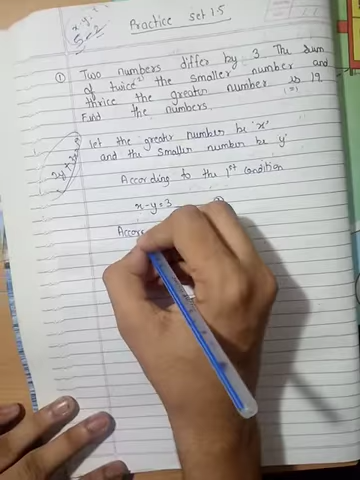 x-y=
5-2
Practice set 1.5
① Two numbers differ by 3 The sum
of twice the smaller number and
thrice the greater number is 19
(=)
Find the numbers.
let the greater number be 'x'
and the smaller number be y'
According to the 1st condition
x-y=3